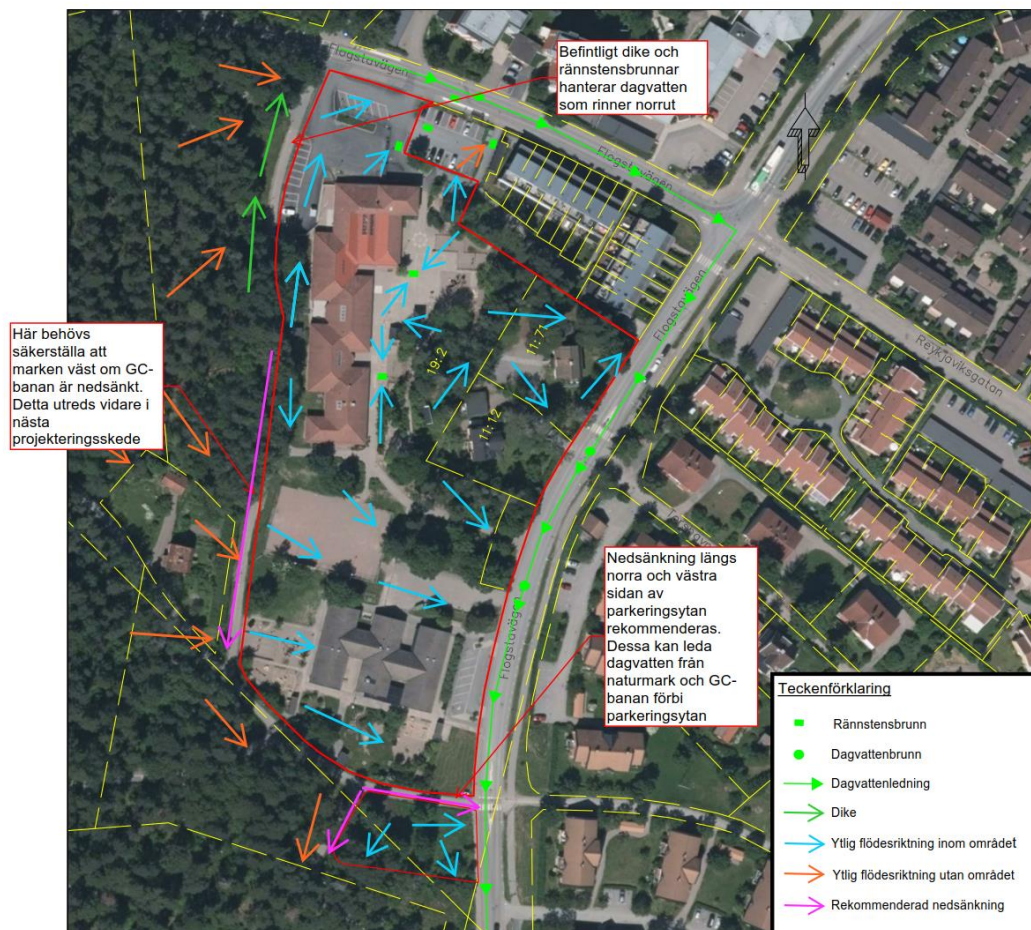 Flogstavägen
Befintligt dike och
rännstensbrunnar
hanterar dagvatten
som rinner norrut
Flogstavägen
Flogstavägen
Reykjaviksgatan
Här behövs
säkerställa att
marken väst om GC-
banan är nedsänkt.
Detta utreds vidare i
nästa
projekteringsskede
19:2
11:71
11:12
Nedsänkning längs
norra och västra
sidan av
parkeringsytan
rekommenderas.
Dessa kan leda
dagvatten från
naturmark och GC-
banan förbi
parkeringsytan
Flogstavägen
Teckenförklaring
Rännstensbrunn
Dagvattenbrunn
Dagvattenledning
Dike
Ytlig flödesriktning inom området
Ytlig flödesriktning utan området
Rekommenderad nedsänkning